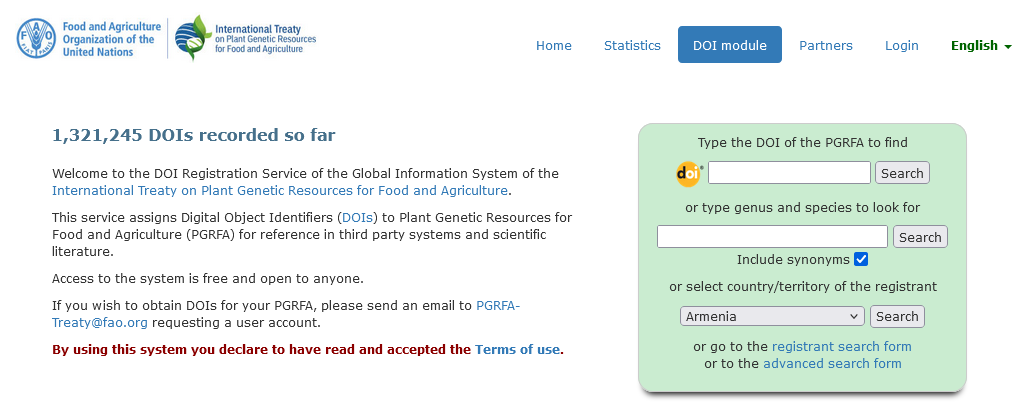 Food and Agriculture
Organization of the
United Nations
International Treaty
on Plant Genetic Resources
for Food and Agriculture
Home
Statistics
DOI module
Partners
Login
English
1,321,245 DOIs recorded so far
Welcome to the DOI Registration Service of the Global Information System of the
International Treaty on Plant Genetic Resources for Food and Agriculture.
This service assigns Digital Object Identifiers (DOIs) to Plant Genetic Resources for
Food and Agriculture (PGRFA) for reference in third party systems and scientific
literature.
Access to the system is free and open to anyone.
If you wish to obtain DOIs for your PGRFA, please send an email to PGRFA-
Treaty@fao.org requesting a user account.
By using this system you declare to have read and accepted the Terms of use.
Type the DOI of the PGRFA to find
doi Search
or type genus and species to look for
Search
Include synonyms
or select country/territory of the registrant
Armenia Search
or go to the registrant search form
or to the advanced search form